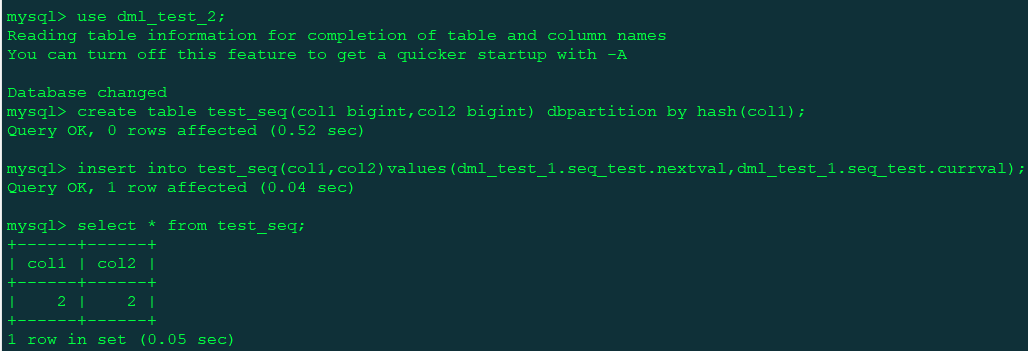 mysql> use dml_test_2;
Reading table information for completion of table and column names
You can turn off this feature to get a quicker startup with -A
Database changed
mysql> create table test_seq(col1 bigint,col2 bigint) dbpartition by hash(col1);
Query OK, 0 rows affected (0.52 sec)
mysql> insert into test_seq(col1,col2)values(dml_test_1.seq_test.nextval,dml_test_1.seq_test.currval);
Query OK, 1 row affected (0.04 sec)
mysql> select * from test_seq;
+------+------+
| col1 | col2 |
+------+------+
|    2 |    2 |
+------+------+
1 row in set (0.05 sec)